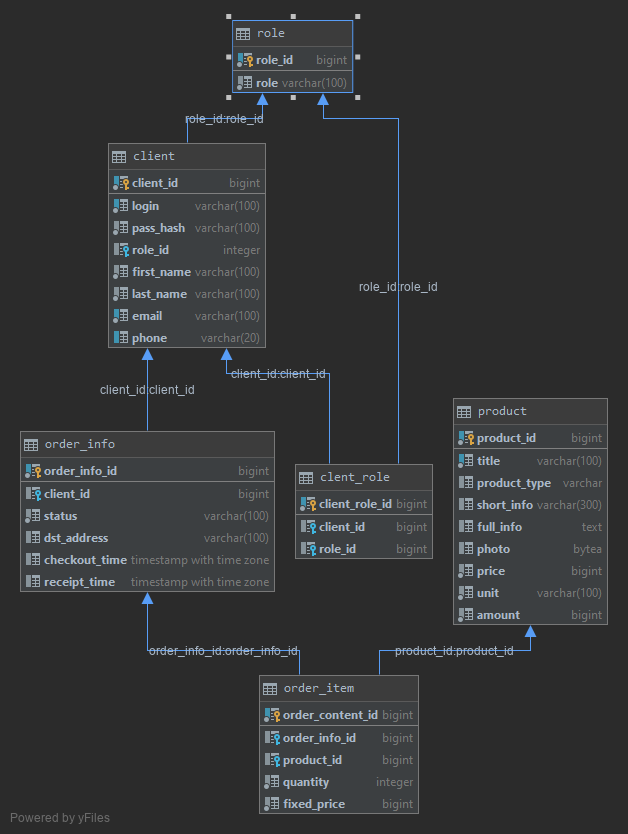 role
role_id bigint
role varchar(100)
role_id:role_id
client
client_id bigint
login varchar(100)
pass_hash varchar(100)
role_id integer
first_name varchar(100)
last_name varchar(100)
email varchar(100)
phone varchar(20)
role_id:role_id
client_id:client_id
client_id:client_id
order_info
order_info_id bigint
client_id bigint
status varchar(100)
dst_address varchar(100)
checkout_time timestamp with time zone
receipt_time timestamp with time zone
clent_role
client_role_id bigint
client_id bigint
role_id bigint
product
product_id bigint
title varchar(100)
product_type varchar
short_info varchar(300)
full_info text
photo bytea
price bigint
unit varchar(100)
amount bigint
order_info_id:order_info_id
product_id:product_id
order_item
order_content_id bigint
order_info_id bigint
product_id bigint
quantity integer
fixed_price bigint
Powered by yFiles